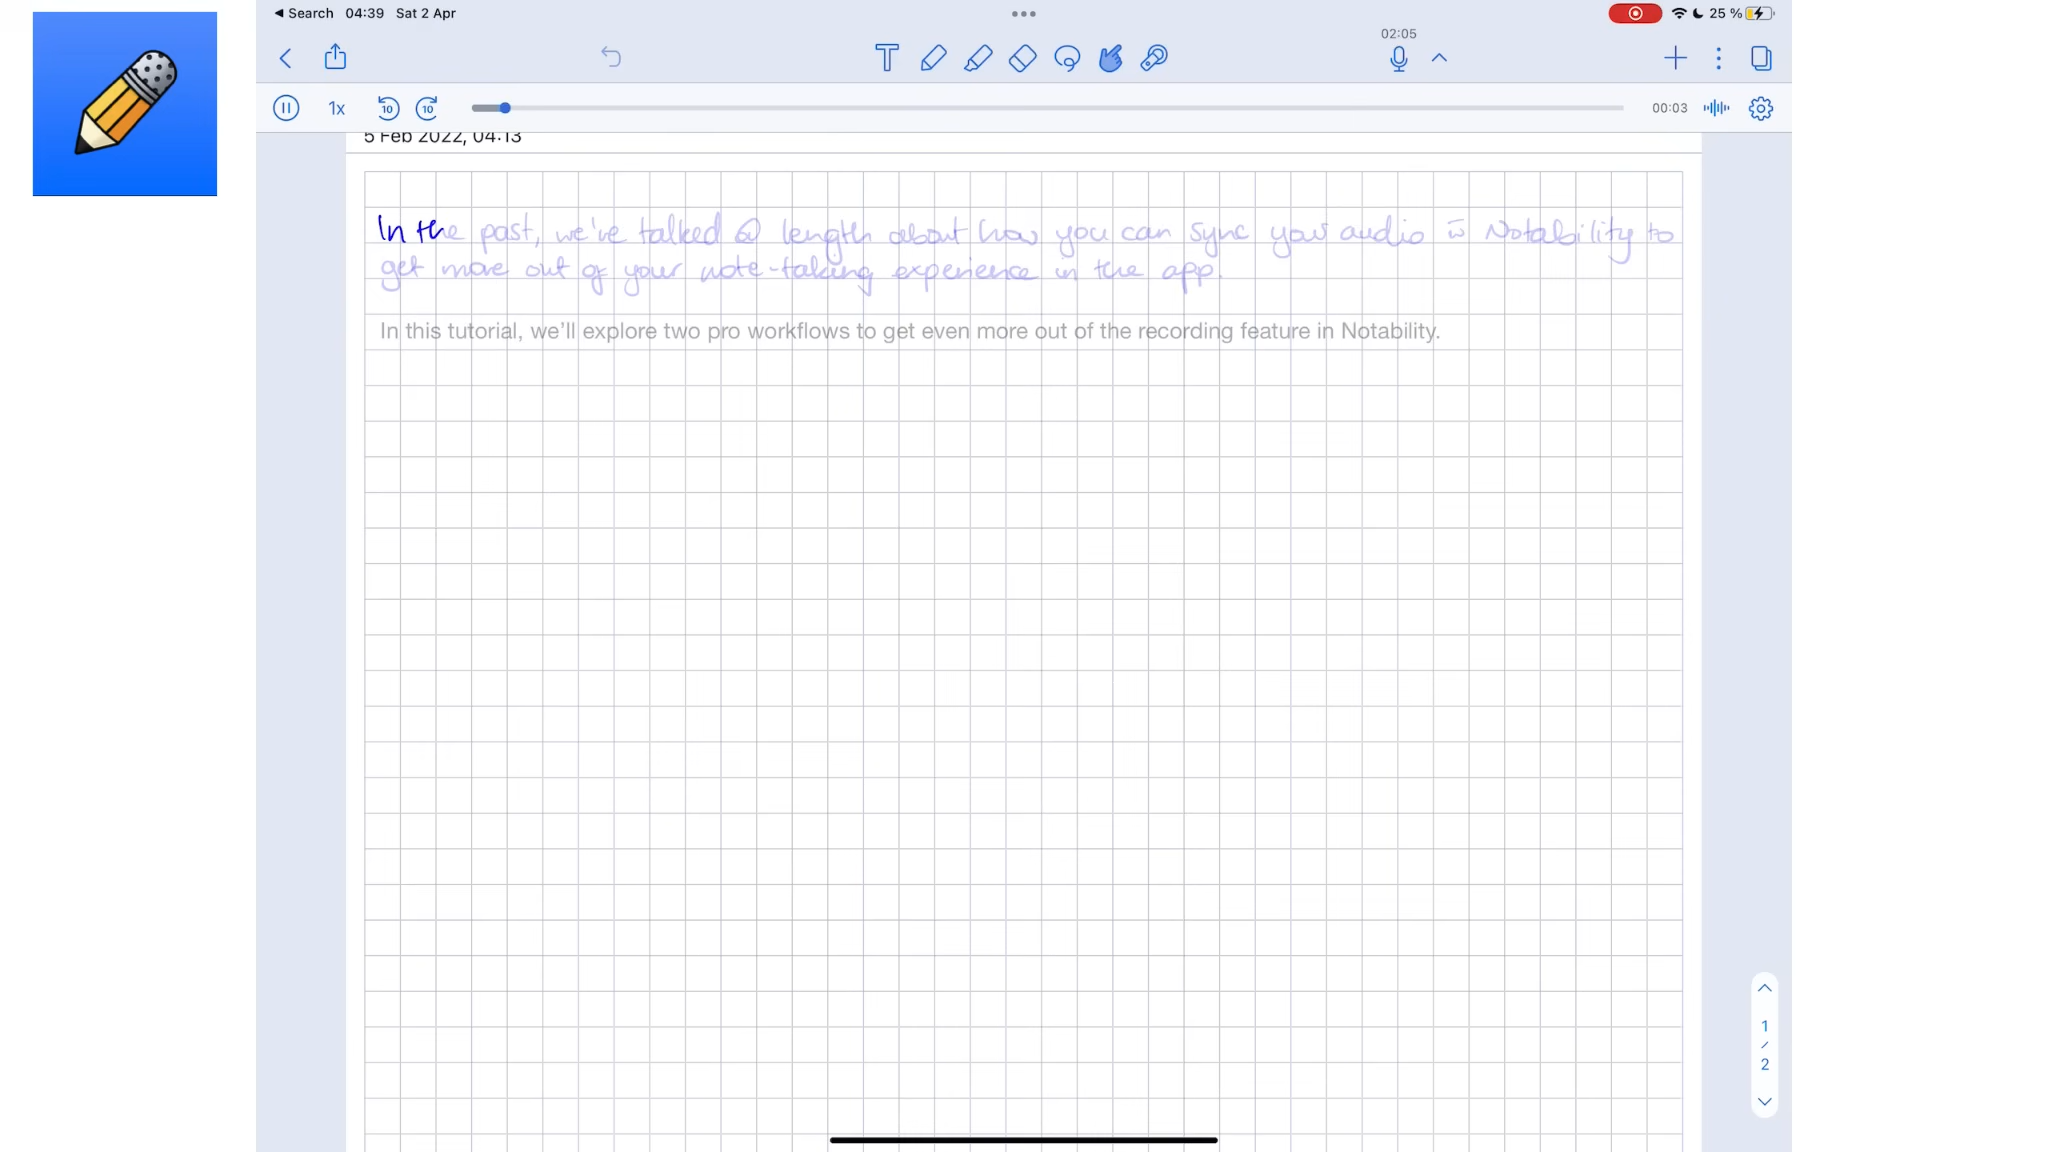 ◀ Search 04:39 Sat 2 Apr
25 %
02:05
1x 10 10 00:03
5 Feb 2022, 04:13
In the past, we've talked @ length about how you can sync your audio in Notability to
get more out of your note-taking experience in the app.
In this tutorial, we'll explore two pro workflows to get even more out of the recording feature in Notability.
1
/
2